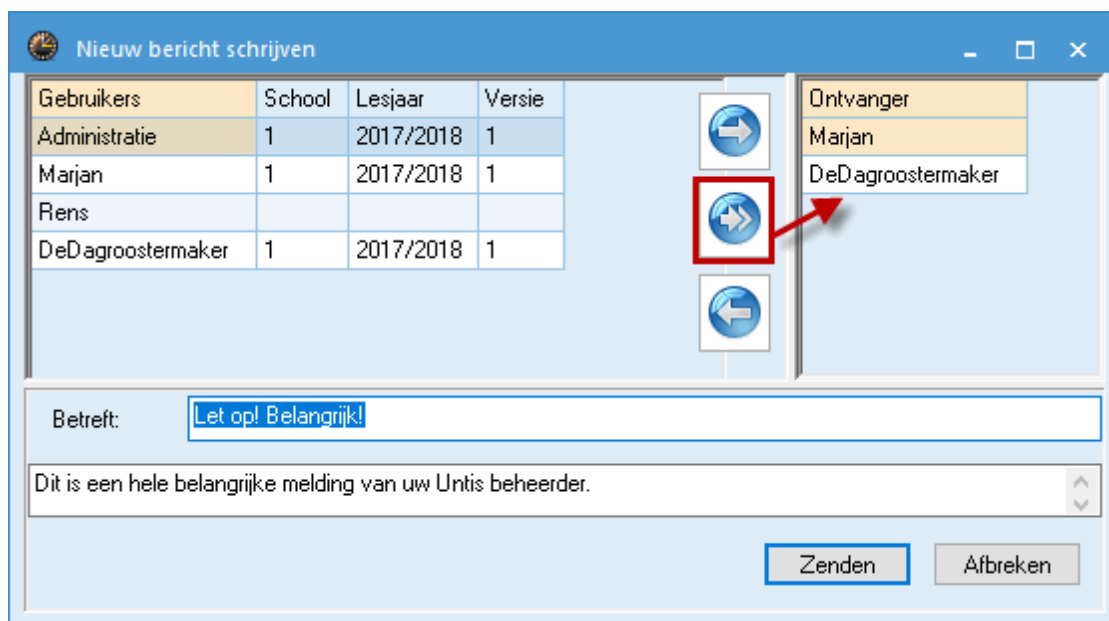 Nieuw bericht schrijven
Gebruikers School Lesjaar Versie
Administratie 1 2017/2018 1
Marjan 1 2017/2018 1
Rens
DeDagroostermaker 1 2017/2018 1
Ontvanger
Marjan
DeDagroostermaker
Betreft: Let op! Belangrijk!
Dit is een hele belangrijke melding van uw Untis beheerder.
Zenden Afbreken